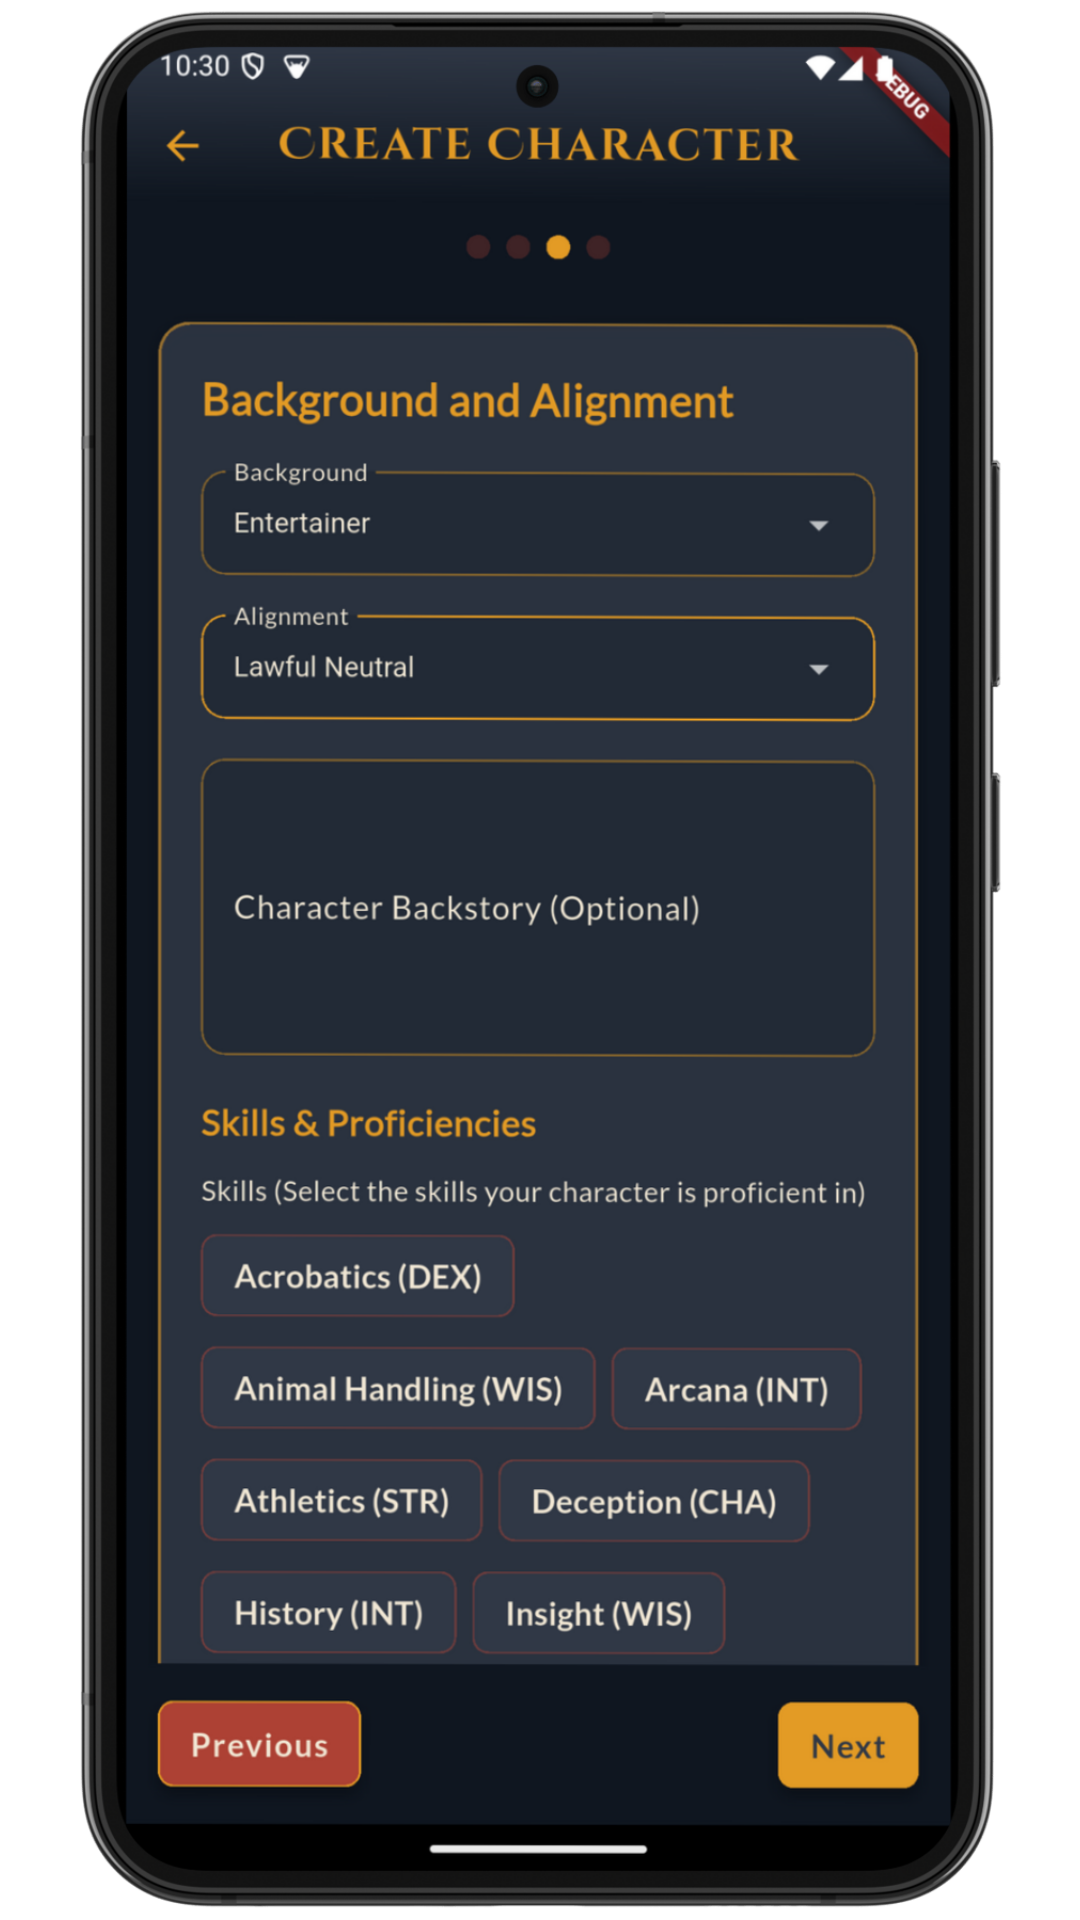 10:30
EBUG
CREATE CHARACTER
Background and Alignment
Background
Entertainer
Alignment
Lawful Neutral
Character Backstory (Optional)
Skills & Proficiencies
Skills (Select the skills your character is proficient in)
Acrobatics (DEX)
Animal Handling (WIS) Arcana (INT)
Athletics (STR) Deception (CHA)
History (INT) Insight (WIS)
Previous Next